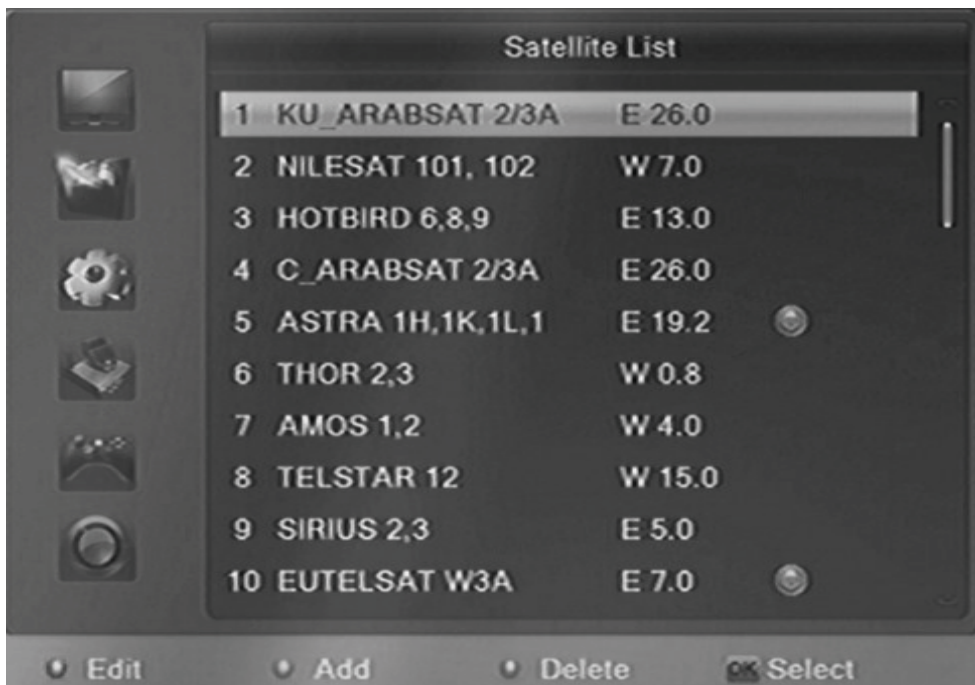 Satellite List
1 KU_ARABSAT 2/3A E 26.0
2 NILESAT 101, 102 W 7.0
3 HOTBIRD 6,8,9 E 13.0
4 C_ARABSAT 2/3A E 26.0
5 ASTRA 1H,1K,1L,1 E 19.2
6 THOR 2,3 W 0.8
7 AMOS 1,2 W 4.0
8 TELSTAR 12 W 15.0
9 SIRIUS 2,3 E 5.0
10 EUTELSAT W3A E 7.0
Edit Add Delete OK Select